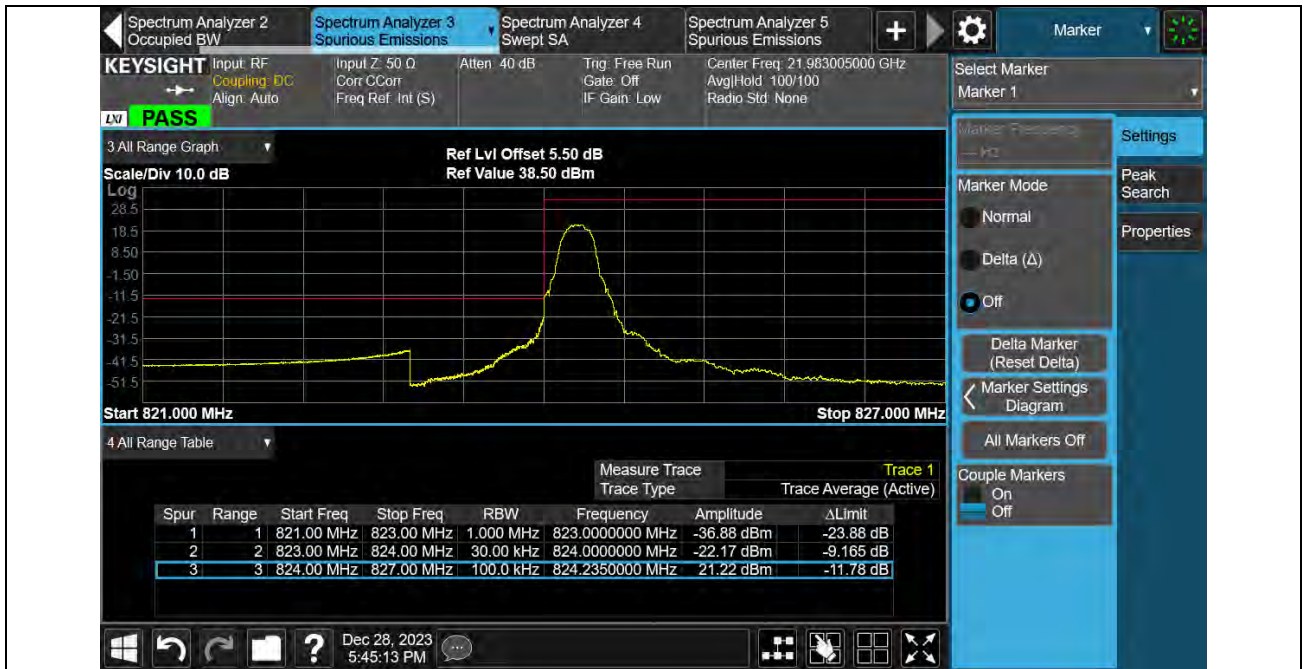 Spectrum Analyzer 2
Occupied BW
Spectrum Analyzer 3
Spurious Emissions
Spectrum Analyzer 4
Swept SA
Spectrum Analyzer 5
Spurious Emissions
+
Marker
KEYSIGHT
Input: RF
Coupling: DC
Align: Auto
Input Z: 50 Ω
Corr CCorr
Freq Ref: Int (S)
Atten: 40 dB
Trig: Free Run
Gate: Off
IF Gain: Low
Center Freq: 21.983005000 GHz
Avg|Hold: 100/100
Radio Std: None
LXI PASS
Select Marker
Marker 1
Marker Frequency
--- Hz
Settings
Peak
Search
Properties
Marker Mode
Normal
Delta (Δ)
Off
Delta Marker
(Reset Delta)
Marker Settings
Diagram
All Markers Off
Couple Markers
On
Off
3 All Range Graph
Scale/Div 10.0 dB
Ref Lvl Offset 5.50 dB
Ref Value 38.50 dBm
Log
28.5
18.5
8.50
-1.50
-11.5
-21.5
-31.5
-41.5
-51.5
Start 821.000 MHz
Stop 827.000 MHz
4 All Range Table
Measure Trace Trace 1
Trace Type Trace Average (Active)
Spur Range Start Freq Stop Freq RBW Frequency Amplitude ΔLimit
1 1 821.00 MHz 823.00 MHz 1.000 MHz 823.0000000 MHz -36.88 dBm -23.88 dB
2 2 823.00 MHz 824.00 MHz 30.00 kHz 824.0000000 MHz -22.17 dBm -9.165 dB
3 3 824.00 MHz 827.00 MHz 100.0 kHz 824.2350000 MHz 21.22 dBm -11.78 dB
?
Dec 28, 2023
5:45:13 PM